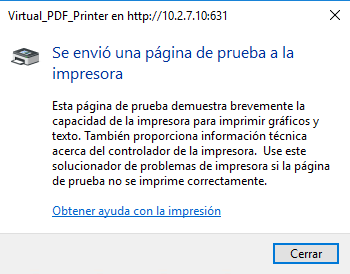 Virtual_PDF_Printer en http://10.2.7.10:631
Se envió una página de prueba a la
impresora
Esta página de prueba demuestra brevemente la
capacidad de la impresora para imprimir gráficos y
texto. También proporciona información técnica
acerca del controlador de la impresora.  Use este
solucionador de problemas de impresora si la página
de prueba no se imprime correctamente.
Obtener ayuda con la impresión
Cerrar